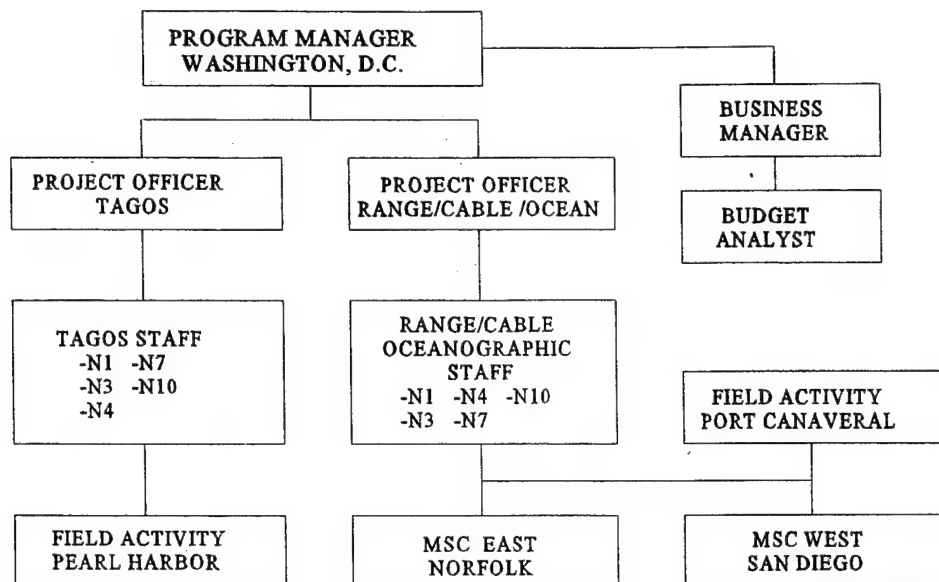 PROGRAM MANAGER
WASHINGTON, D.C.
BUSINESS
MANAGER
PROJECT OFFICER
TAGOS
PROJECT OFFICER
RANGE/CABLE /OCEAN
BUDGET
ANALYST
TAGOS STAFF
-N1 -N7
-N3 -N10
-N4
RANGE/CABLE
OCEANOGRAPHIC
STAFF
-N1 -N4 -N10
-N3 -N7
FIELD ACTIVITY
PORT CANAVERAL
FIELD ACTIVITY
PEARL HARBOR
MSC EAST
NORFOLK
MSC WEST
SAN DIEGO